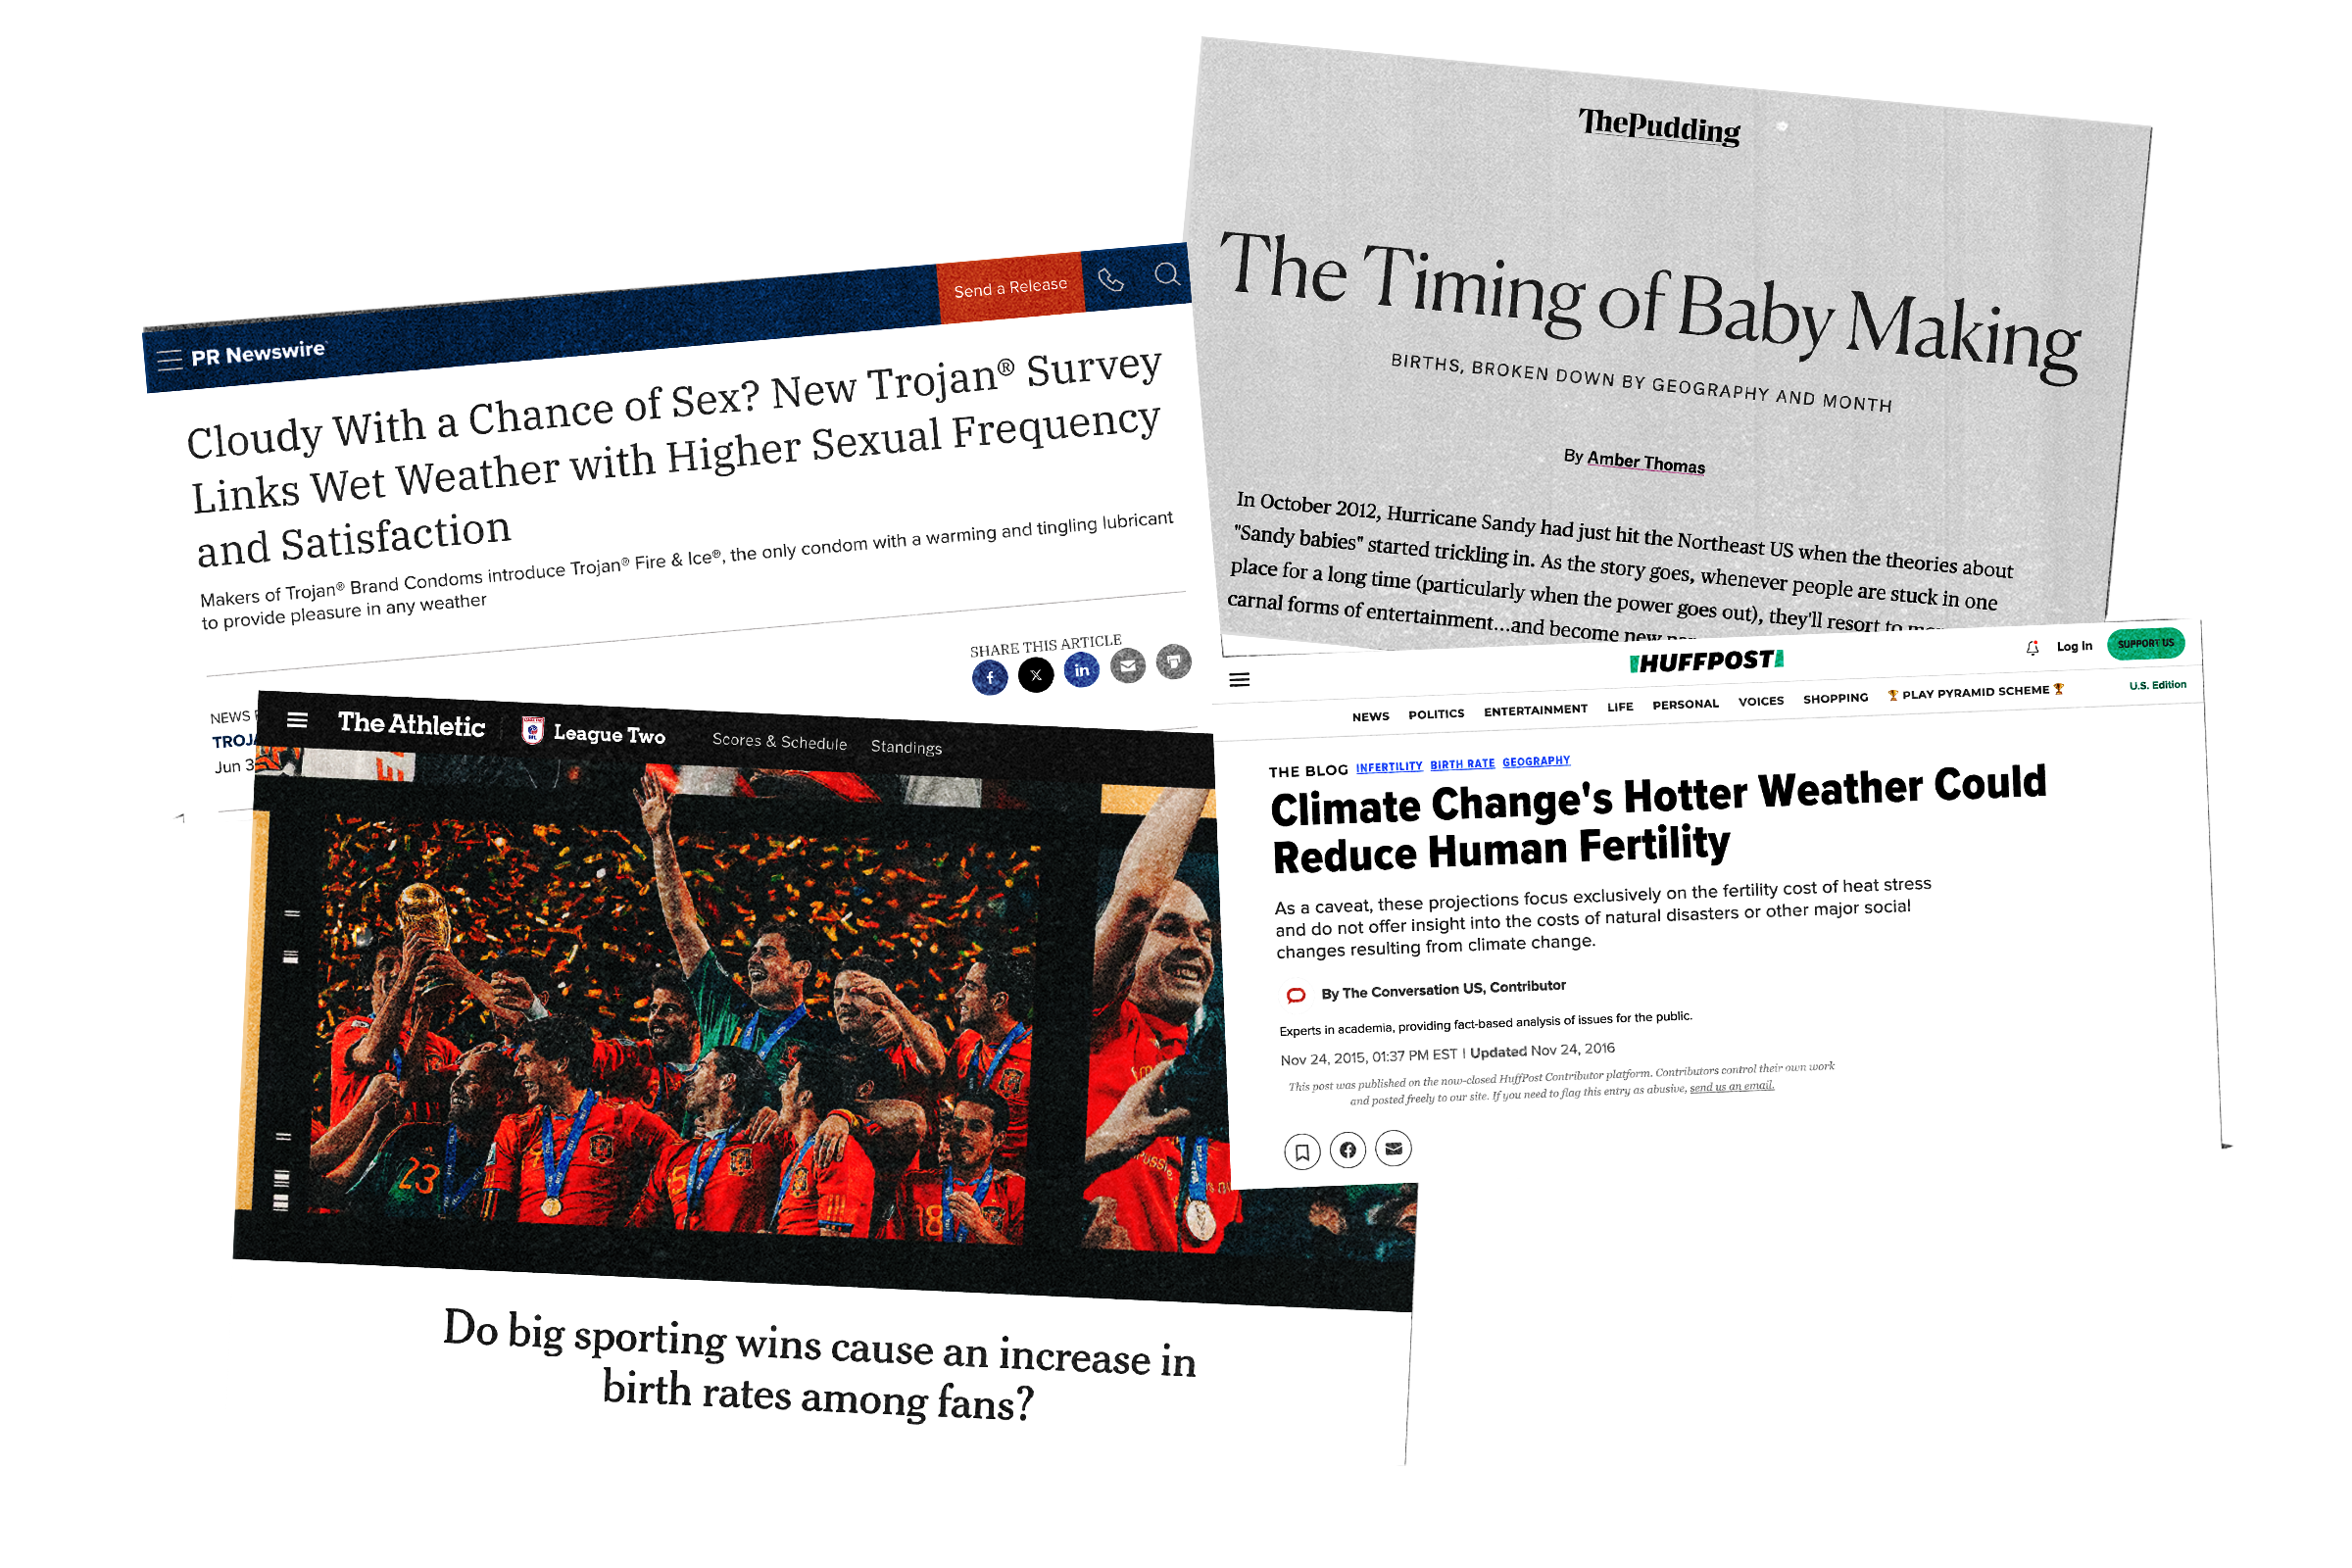 PR Newswire
Send a Release
Cloudy With a Chance of Sex? New Trojan® Survey
Links Wet Weather with Higher Sexual Frequency
and Satisfaction
Makers of Trojan® Brand Condoms introduce Trojan® Fire & Ice®, the only condom with a warming and tingling lubricant
to provide pleasure in any weather
SHARE THIS ARTICLE
NEWS
Jun 3
ThePudding
The Timing of Baby Making
BIRTHS, BROKEN DOWN BY GEOGRAPHY AND MONTH
By Amber Thomas
In October 2012, Hurricane Sandy had just hit the Northeast US when the theories about
"Sandy babies" started trickling in. As the story goes, whenever people are stuck in one
place for a long time (particularly when the power goes out), they'll resort to
carnal forms of entertainment...and become new
The Athletic
League Two
Scores & Schedule
Standings
23
5
18
Do big sporting wins cause an increase in
birth rates among fans?
HUFFPOST
Log In
SUPPORT US
NEWS POLITICS ENTERTAINMENT LIFE PERSONAL VOICES SHOPPING PLAY PYRAMID SCHEME
U.S. Edition
THE BLOG INFERTILITY BIRTH RATE GEOGRAPHY
Climate Change's Hotter Weather Could
Reduce Human Fertility
As a caveat, these projections focus exclusively on the fertility cost of heat stress
and do not offer insight into the costs of natural disasters or other major social
changes resulting from climate change.
By The Conversation US, Contributor
Experts in academia, providing fact-based analysis of issues for the public.
Nov 24, 2015, 01:37 PM EST | Updated Nov 24, 2016
This post was published on the now-closed HuffPost Contributor platform. Contributors control their own work
and posted freely to our site. If you need to flag this entry as abusive, send us an email.